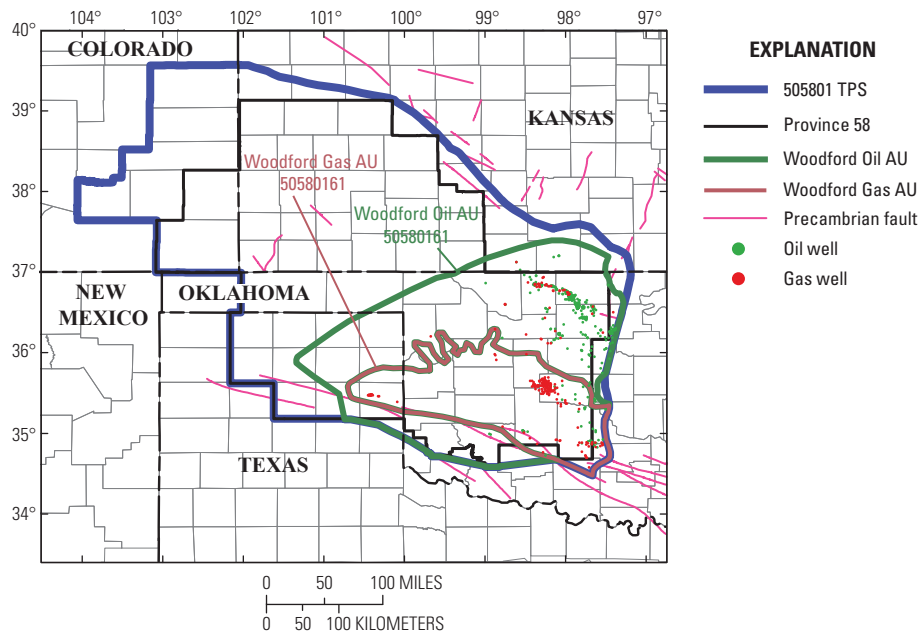 104° 103° 102° 101° 100° 99° 98° 97°
40°
39°
38°
37°
36°
35°
34°
COLORADO
KANSAS
Woodford Gas AU
50580161
Woodford Oil AU
50580161
NEW
MEXICO
OKLAHOMA
TEXAS
EXPLANATION
505801 TPS
Province 58
Woodford Oil AU
Woodford Gas AU
Precambrian fault
Oil well
Gas well
0 50 100 MILES
0 50 100 KILOMETERS